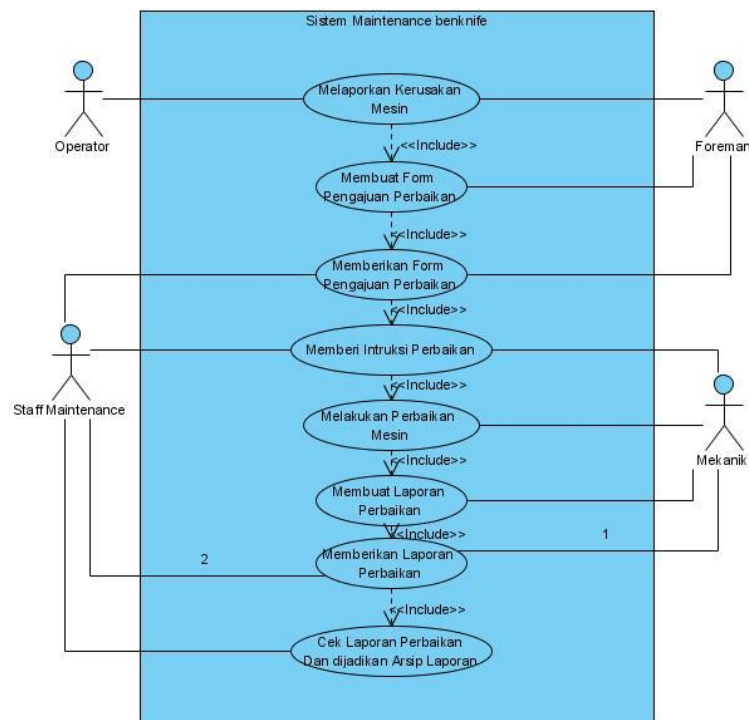 Sistem Maintenance benknife
Melaporkan Kerusakan
Mesin
Operator
Foreman
<<Include>>
Membuat Form
Pengajuan Perbaikan
<<Include>>
Memberikan Form
Pengajuan Perbaikan
<<Include>>
Memberi Intruksi Perbaikan
Staff Maintenance
<<Include>>
Melakukan Perbaikan
Mesin
Mekanik
<<Include>>
Membuat Laporan
Perbaikan
<<Include>>
1
2
Memberikan Laporan
Perbaikan
<<Include>>
Cek Laporan Perbaikan
Dan dijadikan Arsip Laporan